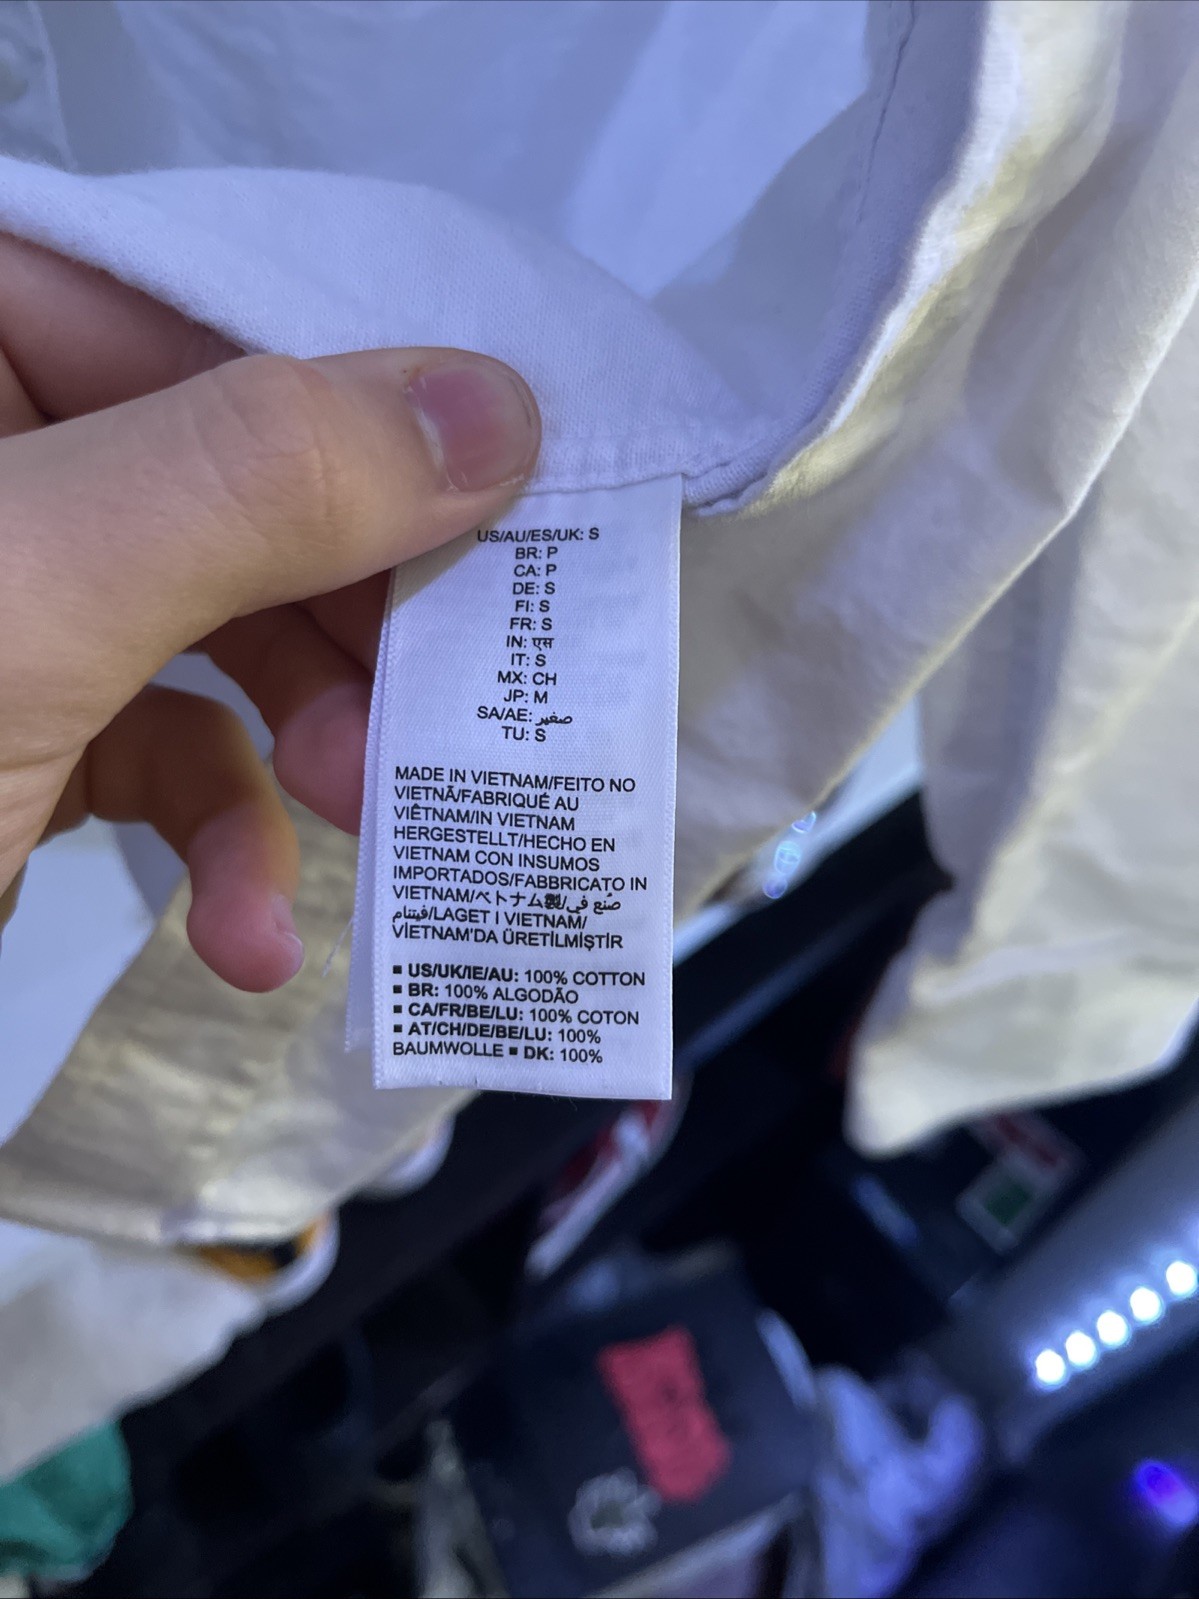 US/AU/ES/UK: S
BR: P
CA: P
DE: S
FI: S
FR: S
IN: एस
IT: S
MX: CH
JP: M
SA/AE: صغير
TU: S
MADE IN VIETNAM/FEITO NO
VIETNÃ/FABRIQUÉ AU
VIÊTNAM/IN VIETNAM
HERGESTELLT/HECHO EN
VIETNAM CON INSUMOS
IMPORTADOS/FABBRICATO IN
VIETNAM/ベトナム製/صُنع في
فيتنام/LAGET I VIETNAM/
VİETNAM'DA ÜRETİLMİŞTİR
▪ US/UK/IE/AU: 100% COTTON
▪ BR: 100% ALGODÃO
▪ CA/FR/BE/LU: 100% COTON
▪ AT/CH/DE/BE/LU: 100%
BAUMWOLLE ▪ DK: 100%